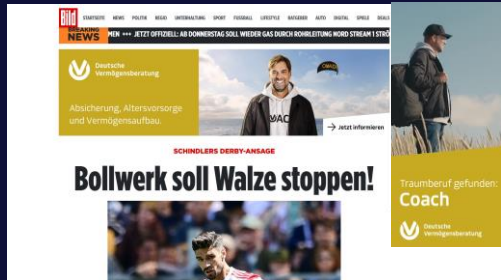 Bild
STARTSEITE NEWS POLITIK REGIO UNTERHALTUNG SPORT FUSSBALL LIFESTYLE RATGEBER AUTO DIGITAL SPIELE DEALS
BREAKING
NEWS
MEN +++ JETZT OFFIZIELL: AB DONNERSTAG SOLL WIEDER GAS DURCH ROHRLEITUNG NORD STREAM 1 STRÖ
Deutsche
Vermögensberatung
Absicherung, Altersvorsorge
und Vermögensaufbau.
→ Jetzt informieren
SCHINDLERS DERBY-ANSAGE
Bollwerk soll Walze stoppen!
Traumberuf gefunden:
Coach
Deutsche
Vermögensberatung